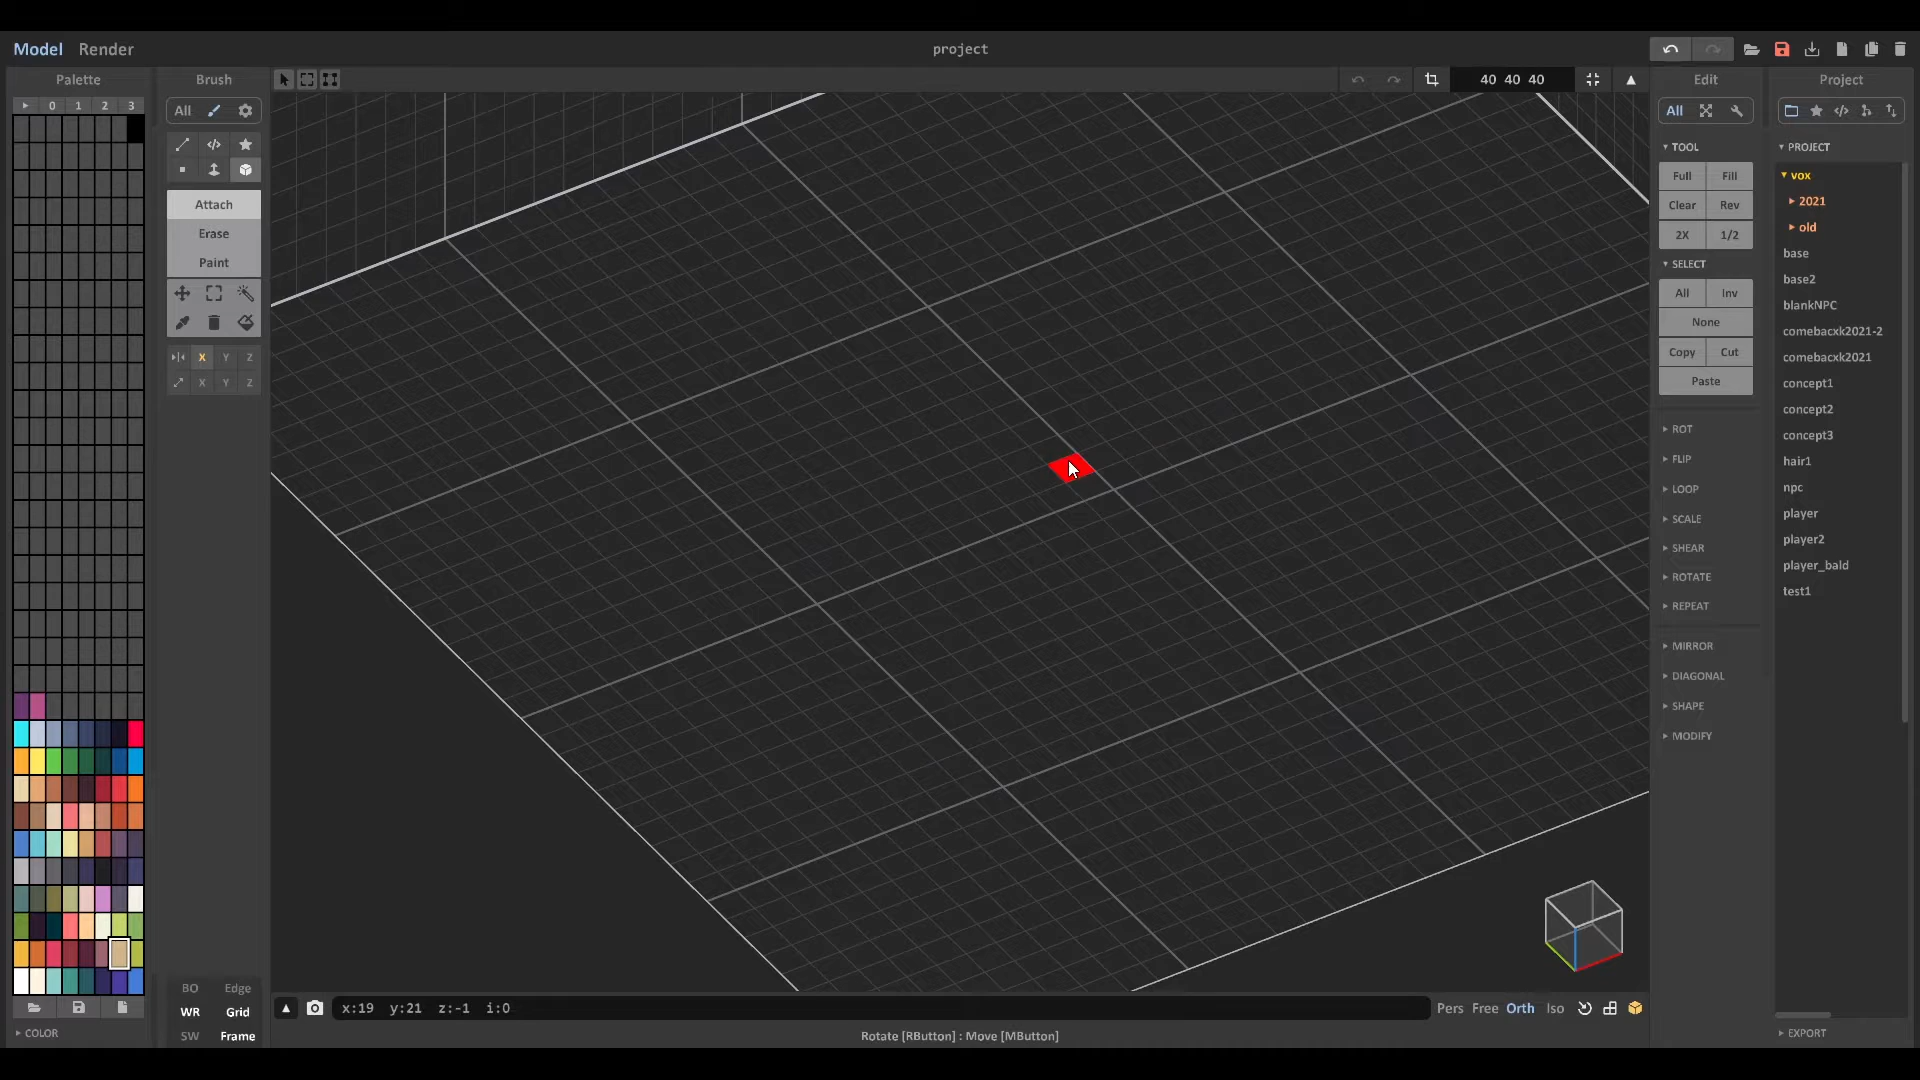 Model Render
project
Palette
Brush
40 40 40
Edit
Project
0 1 2 3
All
All
PROJECT
TOOL
Full Fill
Clear Rev
2X 1/2
SELECT
All Inv
None
Copy Cut
Paste
ROT
FLIP
LOOP
SCALE
SHEAR
ROTATE
REPEAT
MIRROR
DIAGONAL
SHAPE
MODIFY
Attach
Erase
Paint
X Y Z
X Y Z
vox
2021
old
base
base2
blankNPC
comebacxk2021-2
comebacxk2021
concept1
concept2
concept3
hair1
npc
player
player2
player_bald
test1
BO Edge
WR Grid
SW Frame
COLOR
x:19 y:21 z:-1 i:0
Pers Free Orth Iso
Rotate [RButton] : Move [MButton]
EXPORT